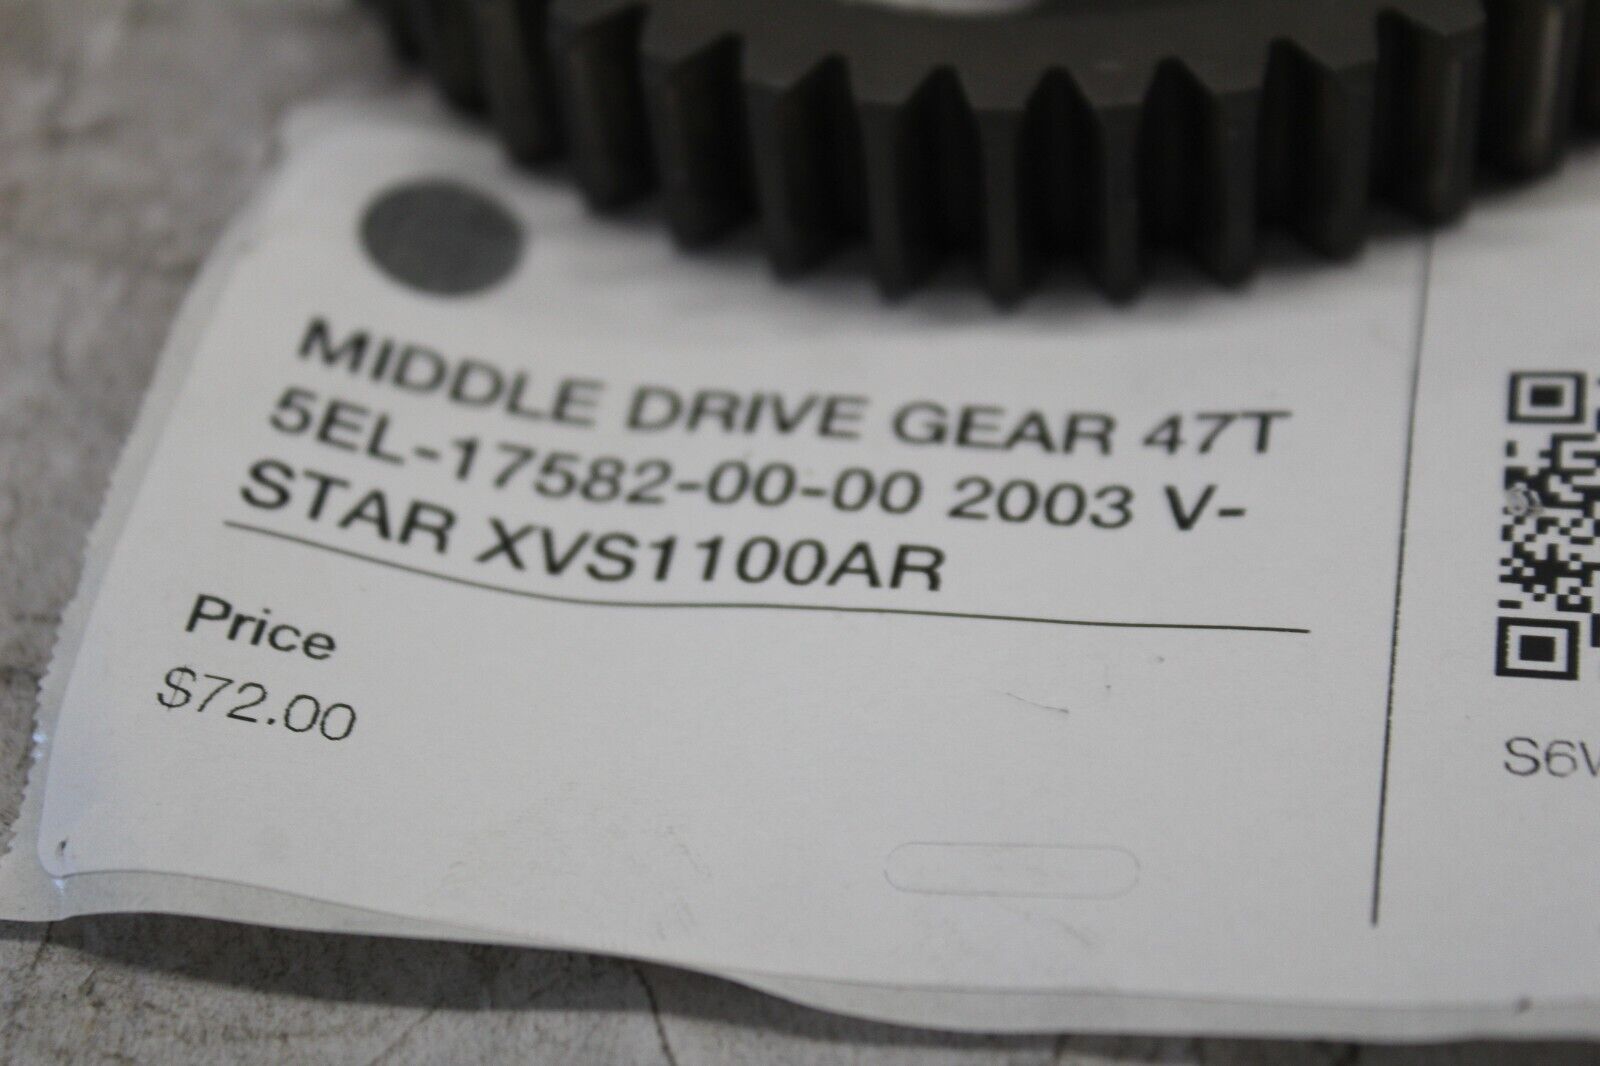 MIDDLE DRIVE GEAR 47T
5EL-17582-00-00 2003 V-
STAR XVS1100AR
Price
$72.00